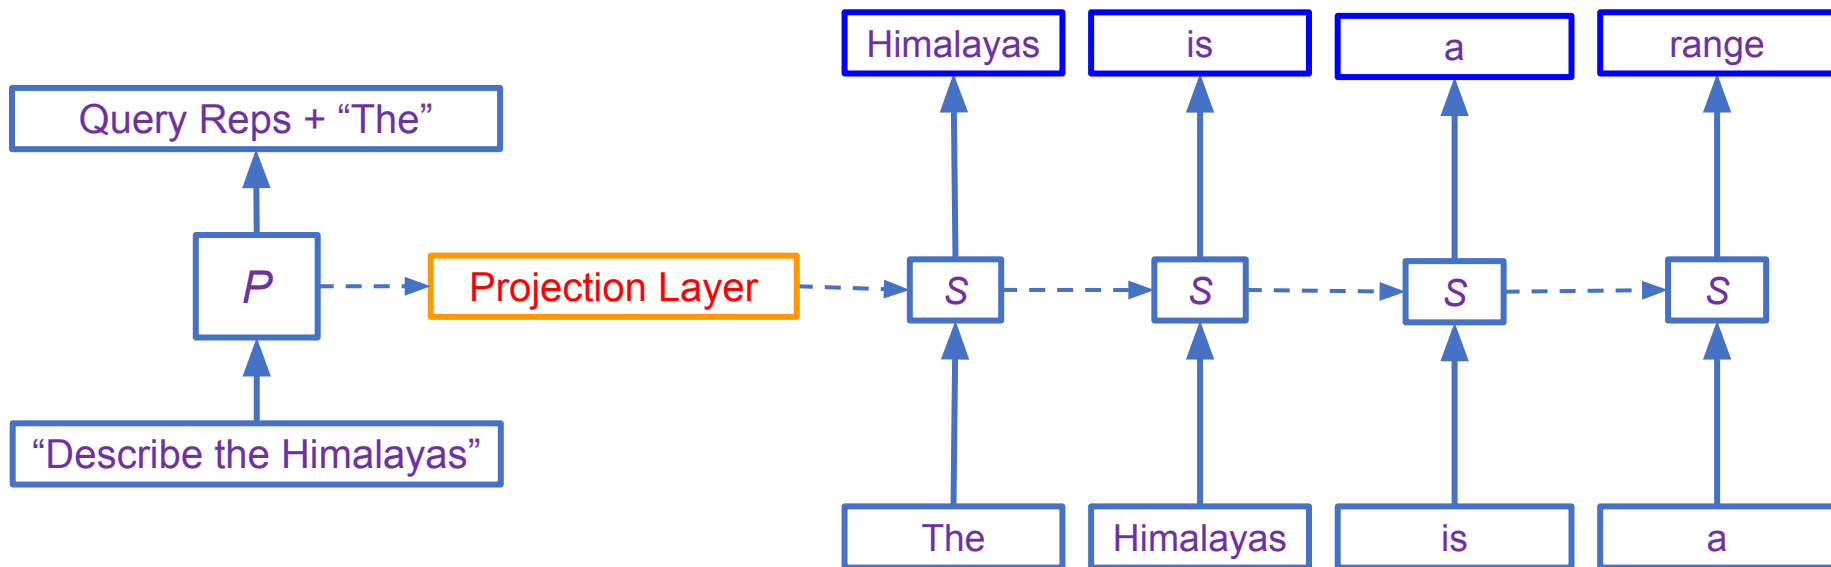 Himalayas
is
a
range
Query Reps + “The”
P
Projection Layer
S
S
S
S
“Describe the Himalayas”
The
Himalayas
is
a